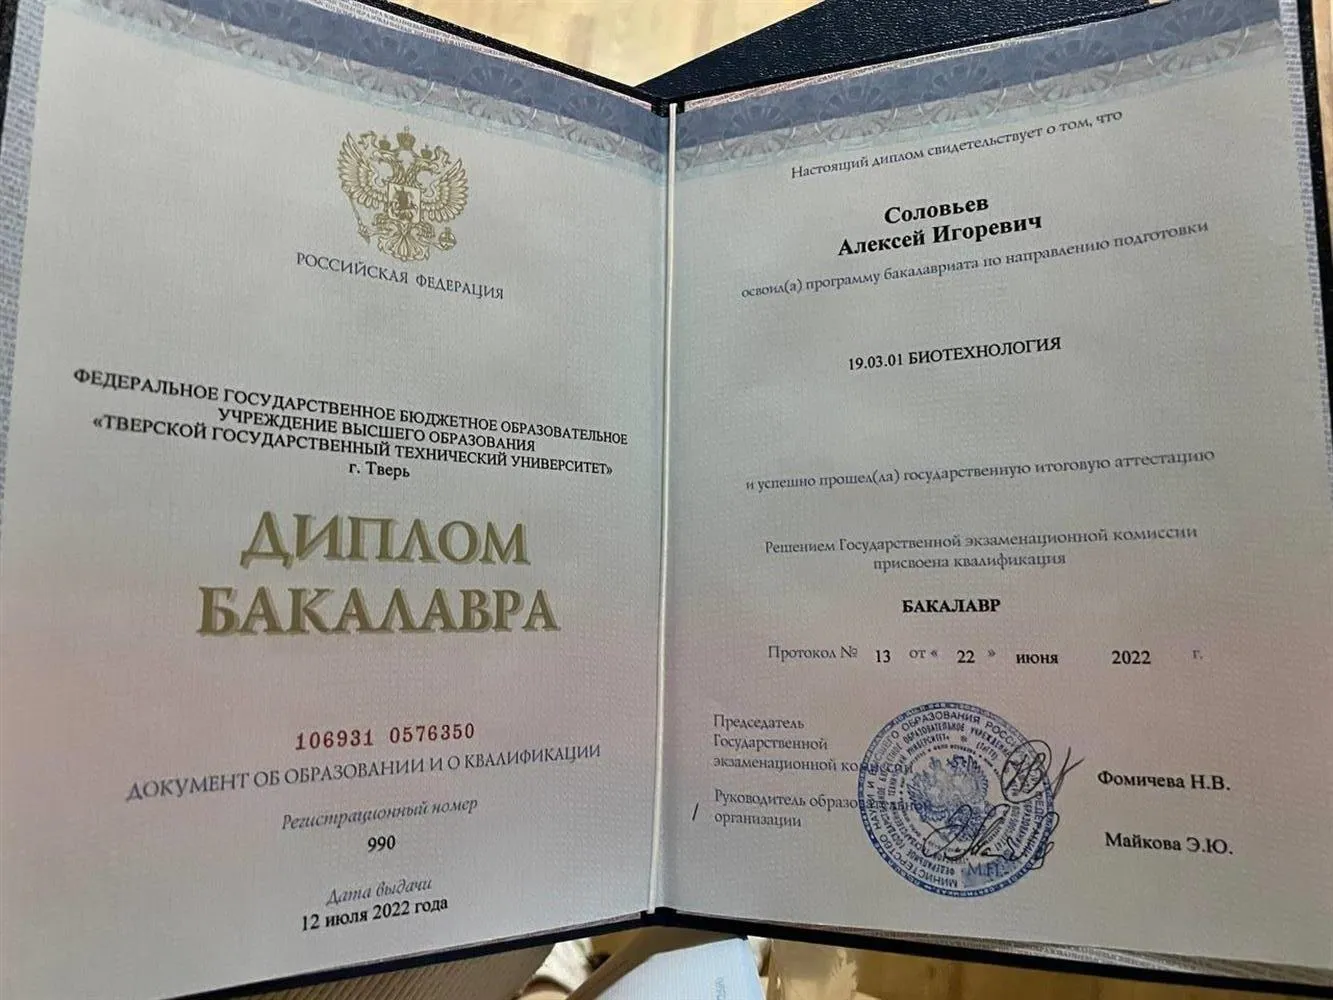 РОССИЙСКАЯ ФЕДЕРАЦИЯ
ФЕДЕРАЛЬНОЕ ГОСУДАРСТВЕННОЕ БЮДЖЕТНОЕ ОБРАЗОВАТЕЛЬНОЕ
УЧРЕЖДЕНИЕ ВЫСШЕГО ОБРАЗОВАНИЯ
«ТВЕРСКОЙ ГОСУДАРСТВЕННЫЙ ТЕХНИЧЕСКИЙ УНИВЕРСИТЕТ»
г. Тверь
ДИПЛОМ
БАКАЛАВРА
106931 0576350
ДОКУМЕНТ ОБ ОБРАЗОВАНИИ И О КВАЛИФИКАЦИИ
Регистрационный номер
990
Дата выдачи
12 июля 2022 года
Настоящий диплом свидетельствует о том, что
Соловьев
Алексей Игоревич
освоил(а) программу бакалавриата по направлению подготовки
19.03.01 БИОТЕХНОЛОГИЯ
и успешно прошел(ла) государственную итоговую аттестацию
Решением Государственной экзаменационной комиссии
присвоена квалификация
БАКАЛАВР
Протокол № 13 от « 22 » июня 2022 г.
Председатель
Государственной
экзаменационной комиссии
Фомичева Н.В.
/ Руководитель образовательной
организации
Майкова Э.Ю.
М.П.